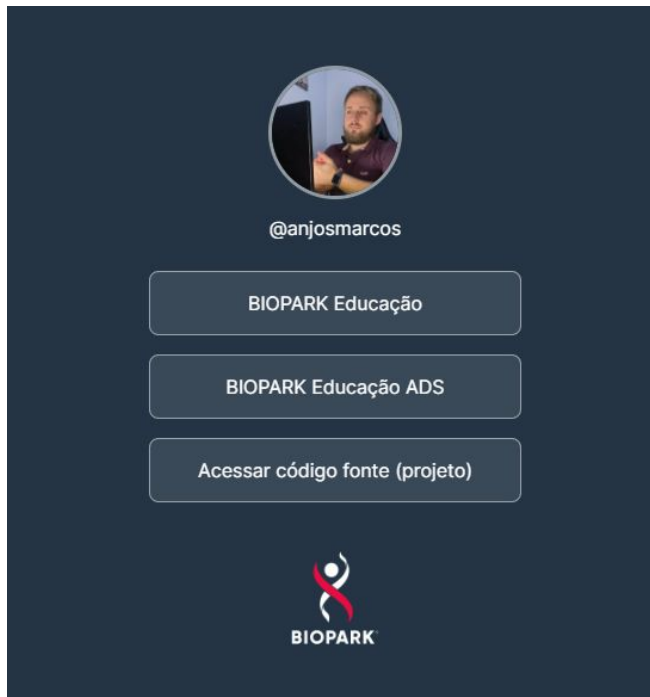 @anjosmarcos
BIOPARK Educação
BIOPARK Educação ADS
Acessar código fonte (projeto)
BIOPARK